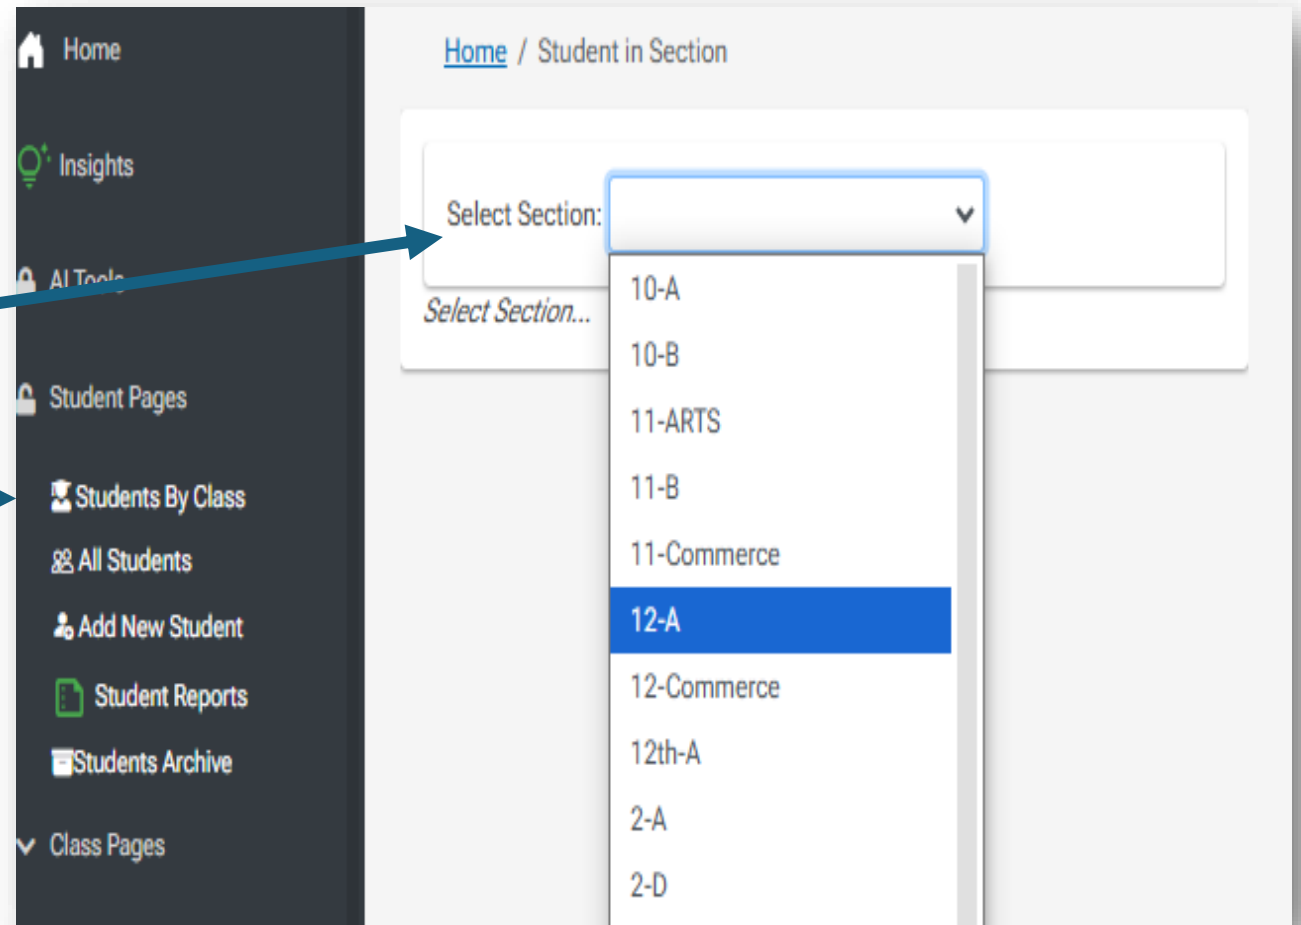 Home
Insights
AI Tools
Student Pages
Students By Class
All Students
Add New Student
Student Reports
Students Archive
Class Pages
Home / Student in Section
Select Section:
Select Section...
10-A
10-B
11-ARTS
11-B
11-Commerce
12-A
12-Commerce
12th-A
2-A
2-D